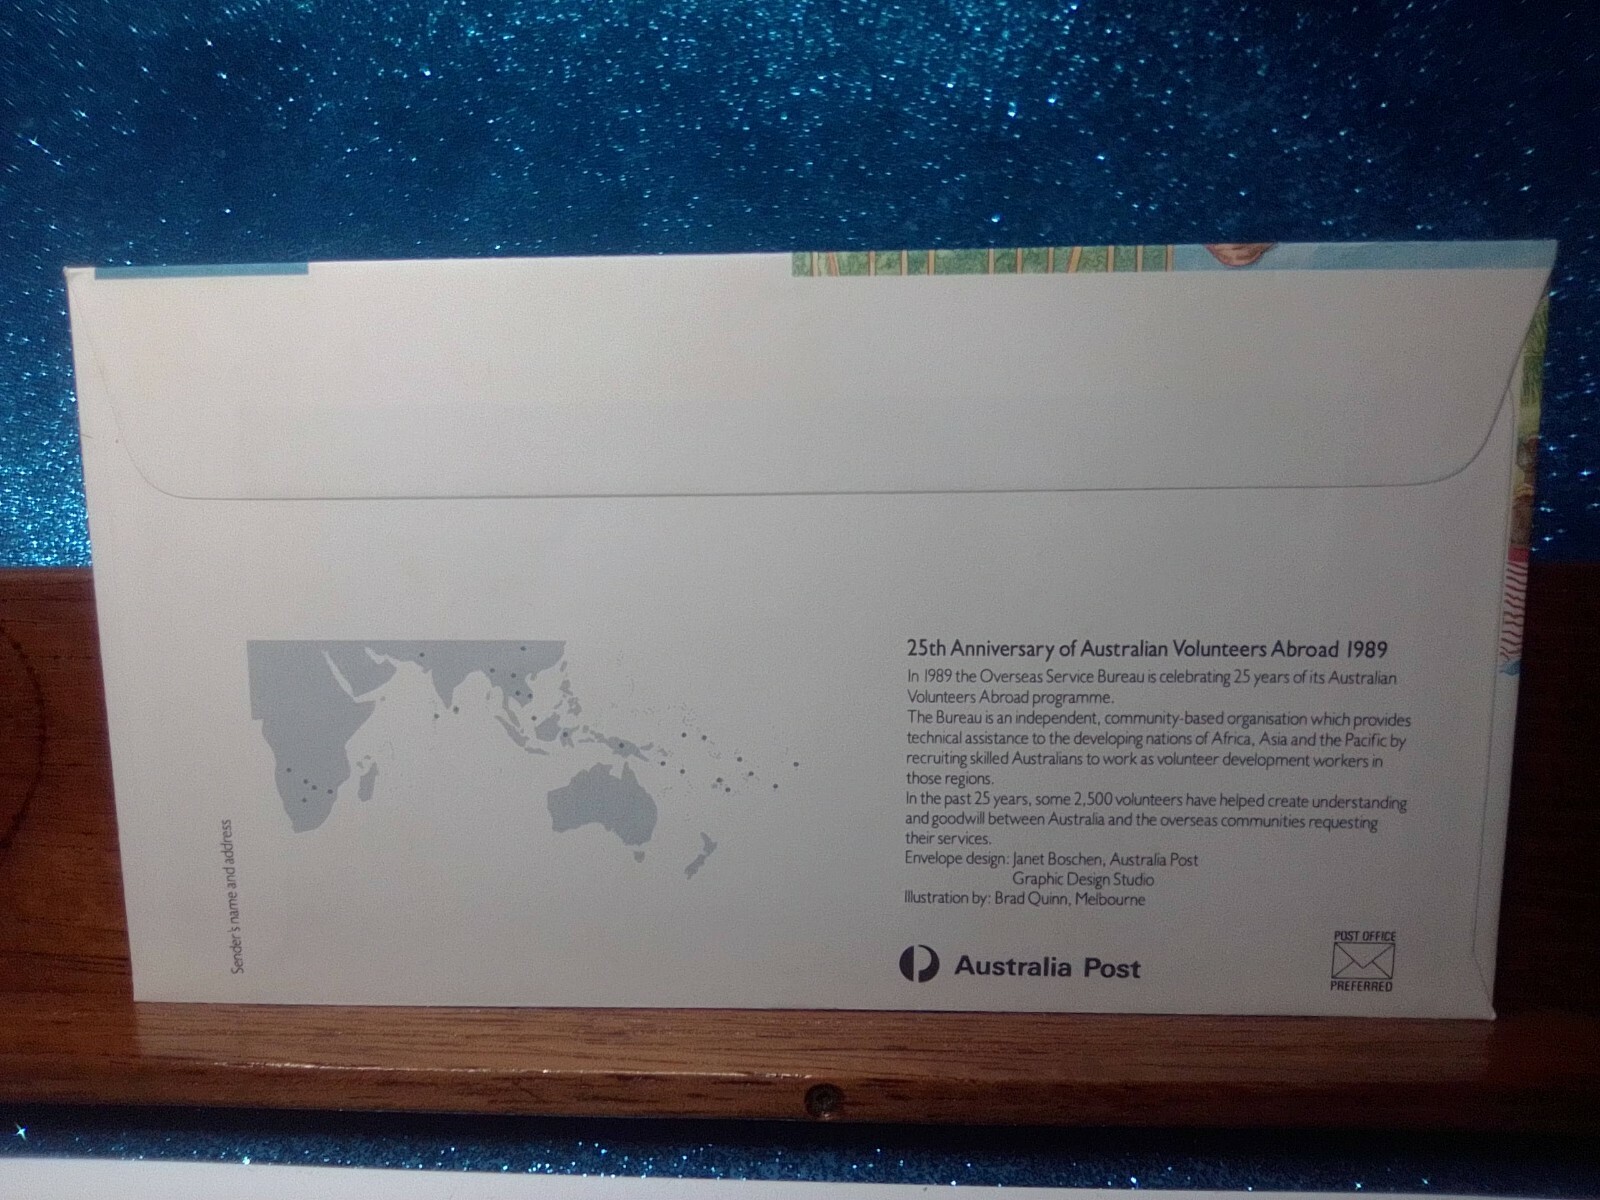 25th Anniversary of Australian Volunteers Abroad 1989
In 1989 the Overseas Service Bureau is celebrating 25 years of its Australian
Volunteers Abroad programme.
The Bureau is an independent, community-based organisation which provides
technical assistance to the developing nations of Africa, Asia and the Pacific by
recruiting skilled Australians to work as volunteer development workers in
those regions.
In the past 25 years, some 2,500 volunteers have helped create understanding
and goodwill between Australia and the overseas communities requesting
their services.
Envelope design: Janet Boschen, Australia Post
Graphic Design Studio
Illustration by: Brad Quinn, Melbourne
Sender's name and address
Australia Post
POST OFFICE
PREFERRED